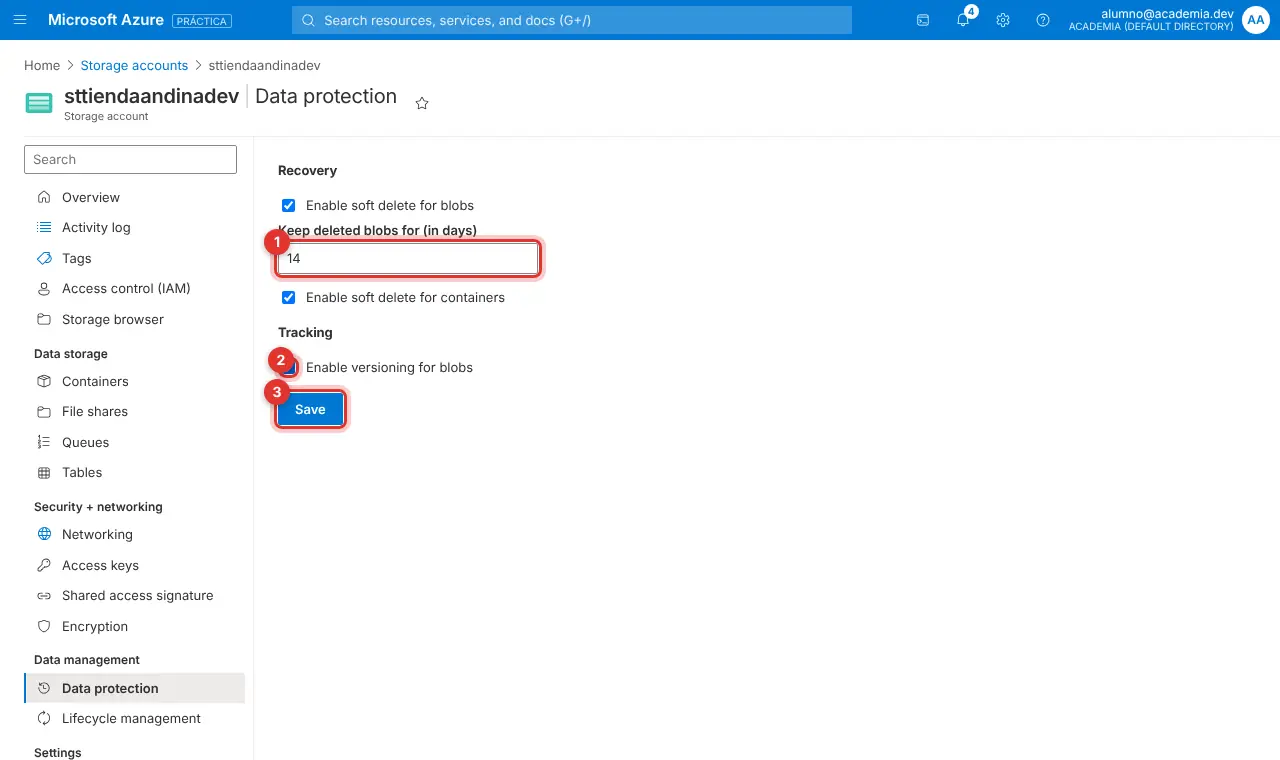 Microsoft Azure PRÁCTICA
Search resources, services, and docs (G+/)
4
alumno@academia.dev
ACADEMIA (DEFAULT DIRECTORY)
AA
Home > Storage accounts > sttiendaandinadev
sttiendaandinadev | Data protection
Storage account
Search
Overview
Activity log
Tags
Access control (IAM)
Storage browser
Data storage
Containers
File shares
Queues
Tables
Security + networking
Networking
Access keys
Shared access signature
Encryption
Data management
Data protection
Lifecycle management
Settings
Recovery
Enable soft delete for blobs
Keep deleted blobs for (in days)
1
14
Enable soft delete for containers
Tracking
2
Enable versioning for blobs
3
Save